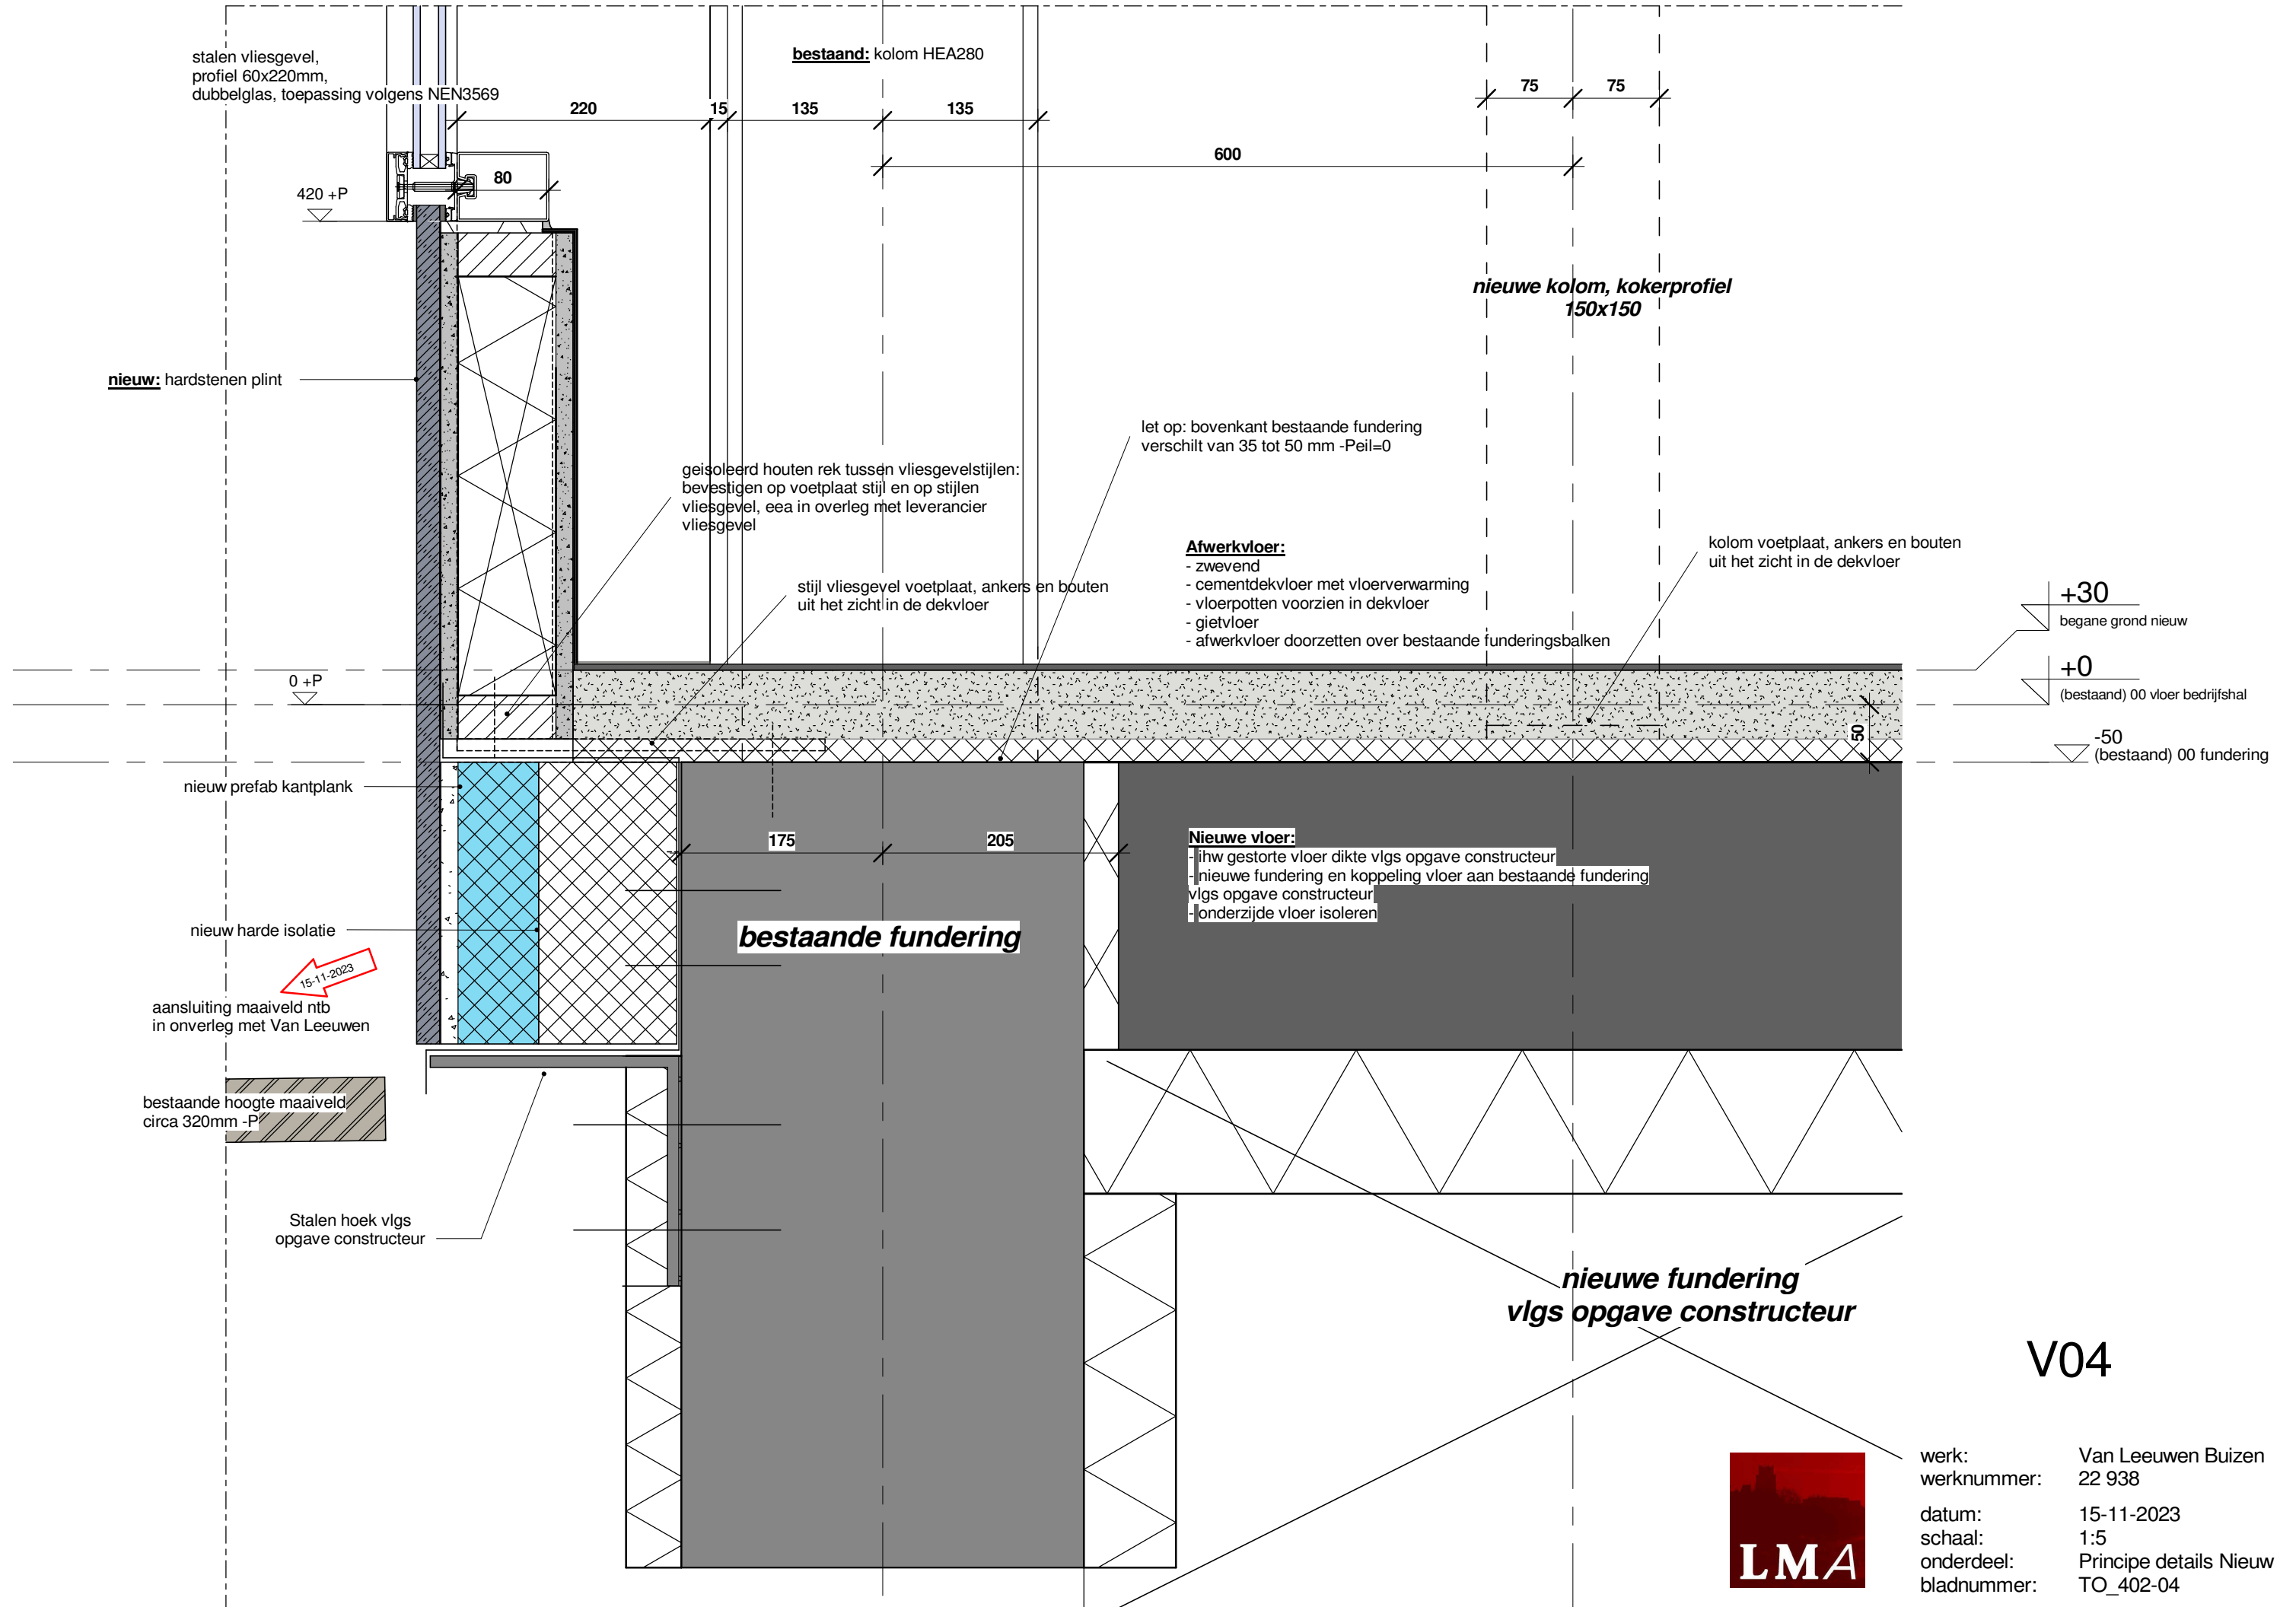 stalen vliesgevel,
profiel 60x220mm,
dubbelglas, toepassing volgens NEN3569
bestaand: kolom HEA280
220
15
135
135
75
75
600
80
420 +P
nieuwe kolom, kokerprofiel
150x150
nieuw: hardstenen plint
let op: bovenkant bestaande fundering
verschilt van 35 tot 50 mm -Peil=0
geisoleerd houten rek tussen vliesgevelstijlen:
bevestigen op voetplaat stijl en op stijlen
vliesgevel, eea in overleg met leverancier
vliesgevel
Afwerkvloer:
- zwevend
- cementdekvloer met vloerverwarming
- vloerpotten voorzien in dekvloer
- gietvloer
- afwerkvloer doorzetten over bestaande funderingsbalken
kolom voetplaat, ankers en bouten
uit het zicht in de dekvloer
stijl vliesgevel voetplaat, ankers en bouten
uit het zicht in de dekvloer
+30
begane grond nieuw
0 +P
+0
(bestaand) 00 vloer bedrijfshal
50
-50
(bestaand) 00 fundering
nieuw prefab kantplank
175
205
Nieuwe vloer:
- ihw gestorte vloer dikte vlgs opgave constructeur
- nieuwe fundering en koppeling vloer aan bestaande fundering
vlgs opgave constructeur
- onderzijde vloer isoleren
nieuw harde isolatie
bestaande fundering
15-11-2023
aansluiting maaiveld ntb
in onverleg met Van Leeuwen
bestaande hoogte maaiveld
circa 320mm -P
Stalen hoek vlgs
opgave constructeur
nieuwe fundering
vlgs opgave constructeur
V04
LMA
werk: Van Leeuwen Buizen
werknummer: 22 938
datum: 15-11-2023
schaal: 1:5
onderdeel: Principe details Nieuw
bladnummer: TO_402-04